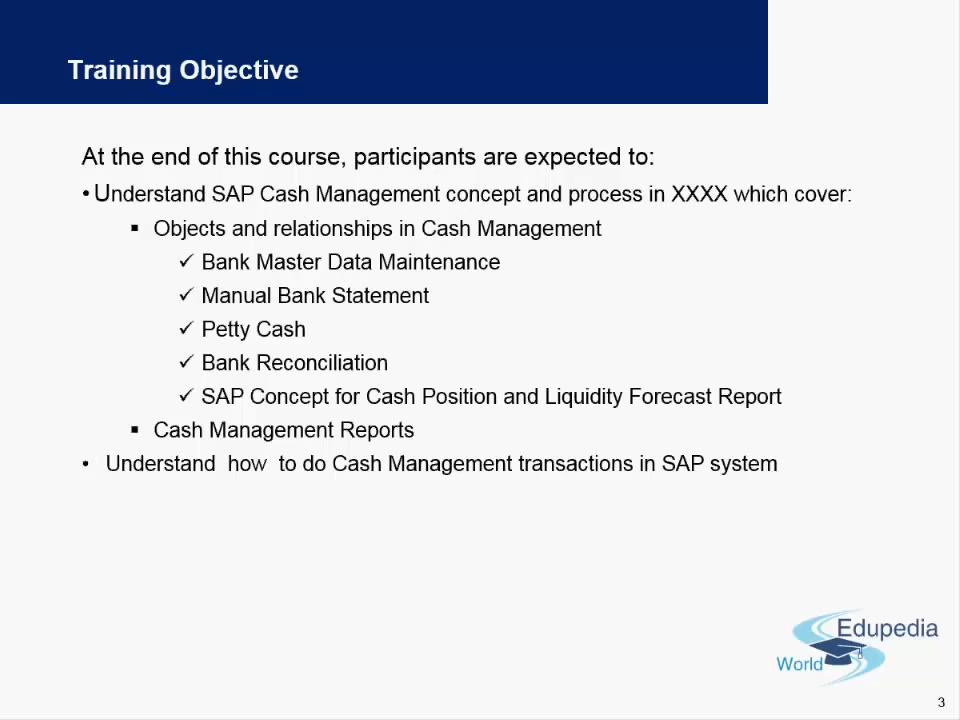 Training Objective
At the end of this course, participants are expected to:
• Understand SAP Cash Management concept and process in XXXX which cover:
▪ Objects and relationships in Cash Management
✓ Bank Master Data Maintenance
✓ Manual Bank Statement
✓ Petty Cash
✓ Bank Reconciliation
✓ SAP Concept for Cash Position and Liquidity Forecast Report
▪ Cash Management Reports
• Understand how to do Cash Management transactions in SAP system
Edupedia
World
3